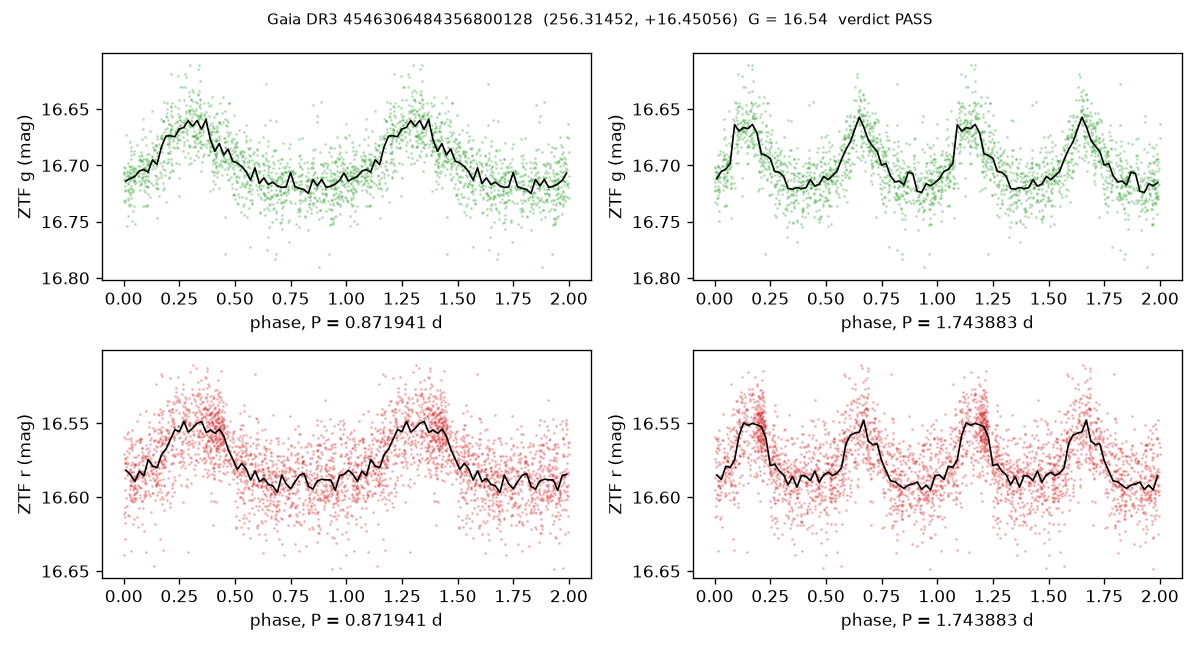 Gaia DR3 4546306484356800128 (256.31452, +16.45056) G = 16.54 verdict PASS
ZTF g (mag)
16.65
16.70
16.75
16.80
0.00 0.25 0.50 0.75 1.00 1.25 1.50 1.75 2.00
phase, P = 0.871941 d
ZTF g (mag)
16.65
16.70
16.75
16.80
0.00 0.25 0.50 0.75 1.00 1.25 1.50 1.75 2.00
phase, P = 1.743883 d
ZTF r (mag)
16.55
16.60
16.65
0.00 0.25 0.50 0.75 1.00 1.25 1.50 1.75 2.00
phase, P = 0.871941 d
ZTF r (mag)
16.55
16.60
16.65
0.00 0.25 0.50 0.75 1.00 1.25 1.50 1.75 2.00
phase, P = 1.743883 d